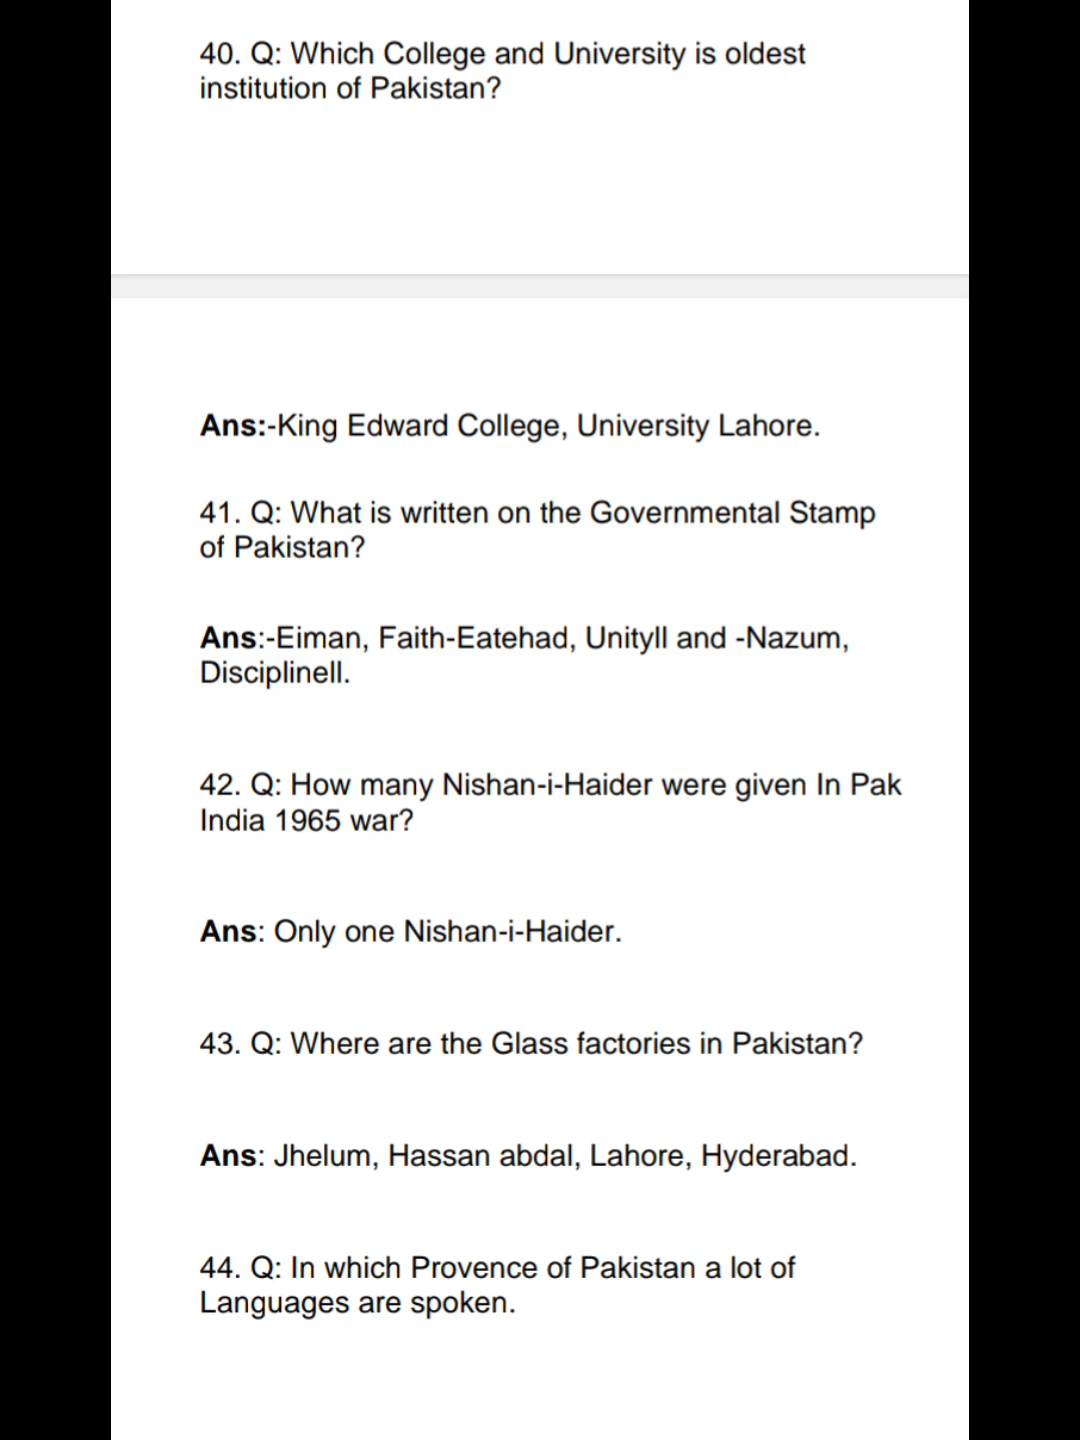 40. Q: Which College and University is oldest
institution of Pakistan?
Ans:-King Edward College, University Lahore.
41. Q: What is written on the Governmental Stamp
of Pakistan?
Ans:-Eiman, Faith-Eatehad, Unityll and -Nazum,
Disciplinell.
42. Q: How many Nishan-i-Haider were given In Pak
India 1965 war?
Ans: Only one Nishan-i-Haider.
43. Q: Where are the Glass factories in Pakistan?
Ans: Jhelum, Hassan abdal, Lahore, Hyderabad.
44. Q: In which Provence of Pakistan a lot of
Languages are spoken.